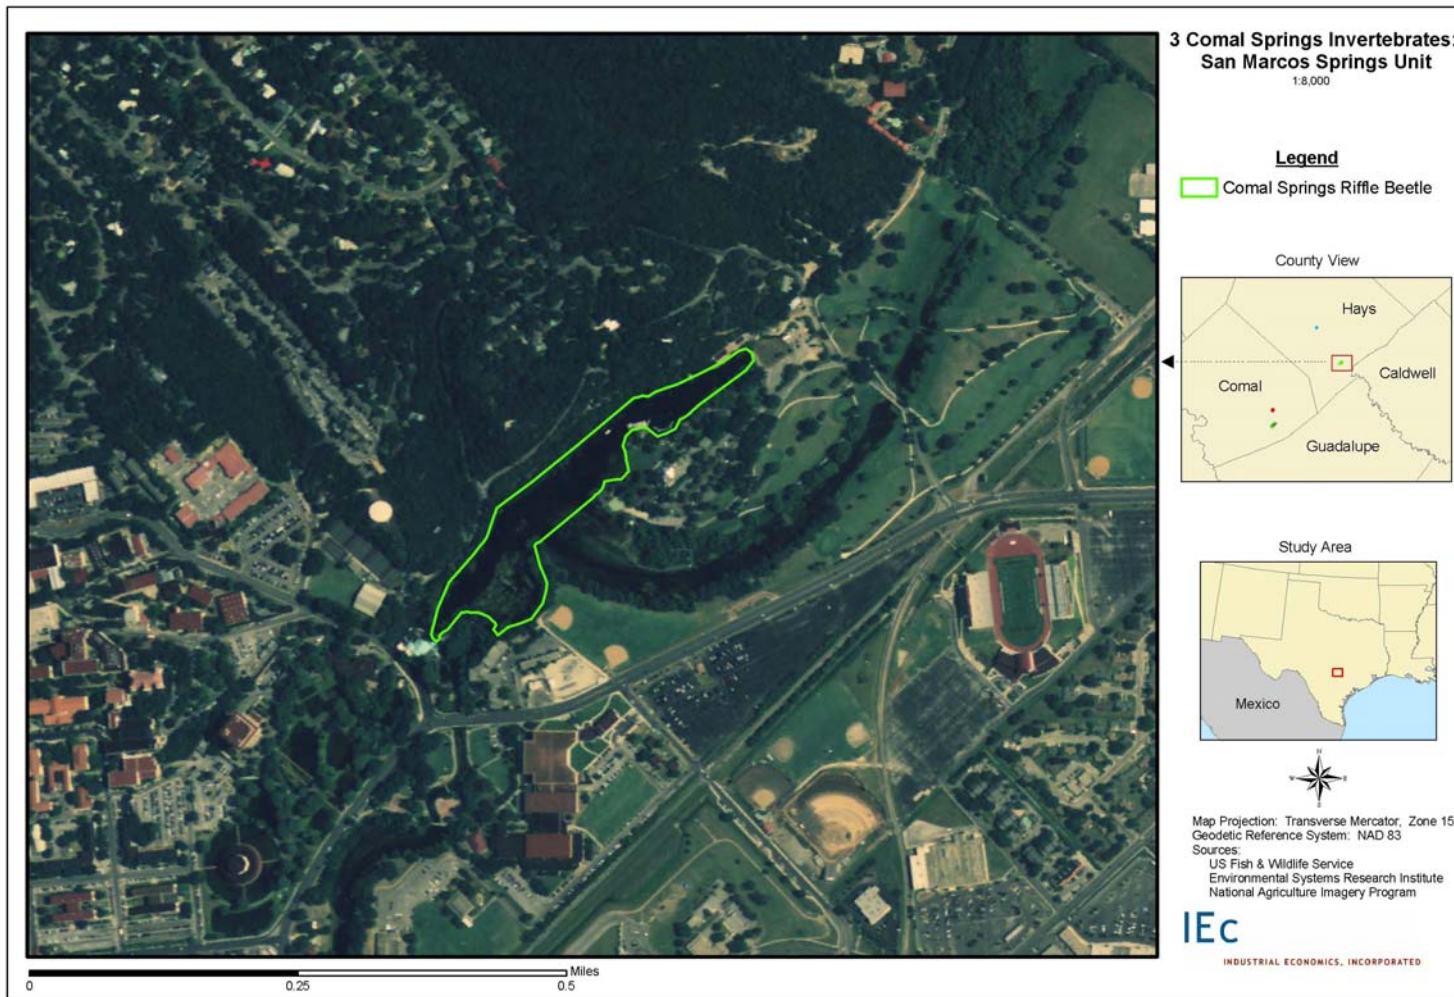 3 Comal Springs Invertebrates:
San Marcos Springs Unit
1:8,000
Legend
Comal Springs Riffle Beetle
County View
Hays
Comal
Caldwell
Guadalupe
Study Area
Mexico
N
W
E
S
Map Projection: Transverse Mercator, Zone 15
Geodetic Reference System: NAD 83
Sources:
US Fish & Wildlife Service
Environmental Systems Research Institute
National Agriculture Imagery Program
IEc
INDUSTRIAL ECONOMICS, INCORPORATED
Miles
0
0.25
0.5